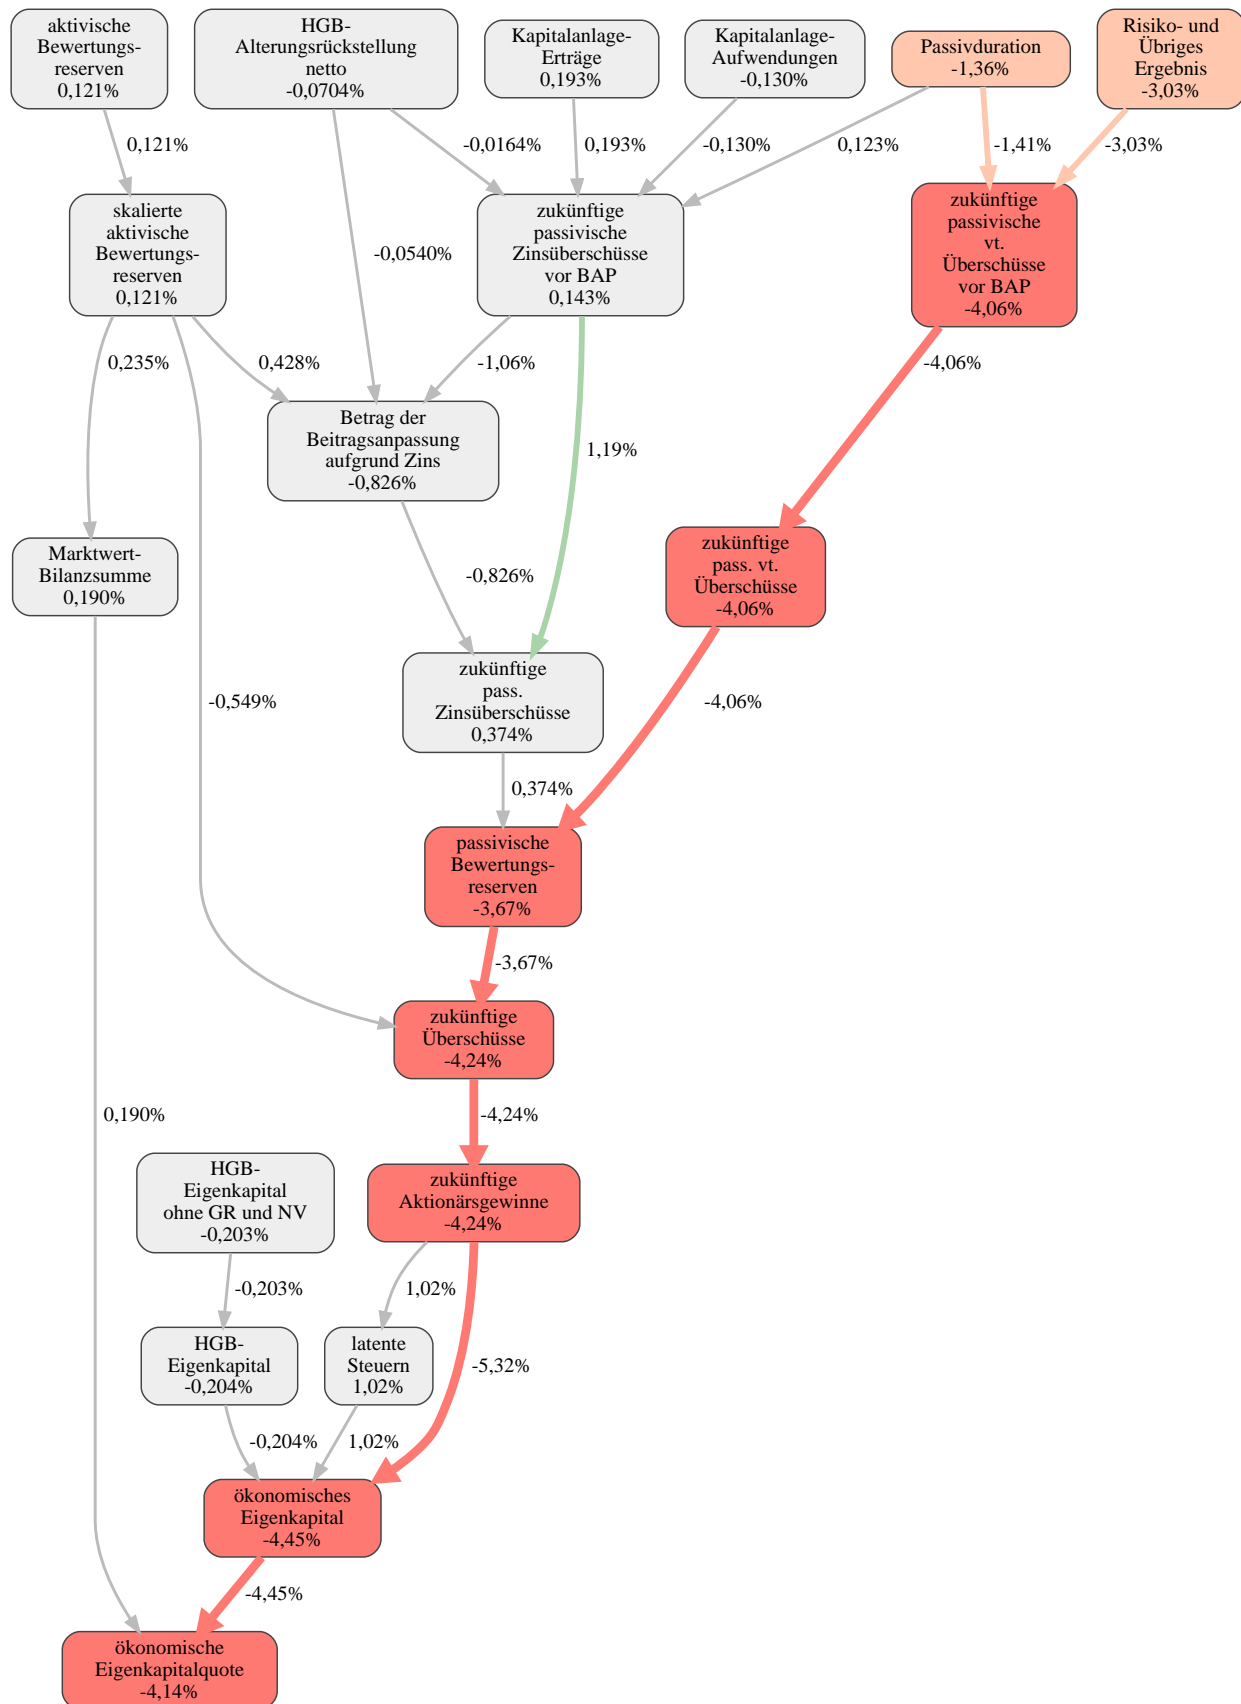 aktivische
Bewertungs-
reserven
0,121%
HGB-
Alterungsrückstellung
netto
-0,0704%
Kapitalanlage-
Erträge
0,193%
Kapitalanlage-
Aufwendungen
-0,130%
Passivduration
-1,36%
Risiko- und
Übriges
Ergebnis
-3,03%
0,121%
-0,0164%
0,193%
-0,130%
0,123%
-1,41%
-3,03%
skalierte
aktivische
Bewertungs-
reserven
0,121%
-0,0540%
zukünftige
passivische
Zinsüberschüsse
vor BAP
0,143%
zukünftige
passivische
vt.
Überschüsse
vor BAP
-4,06%
0,235%
0,428%
-1,06%
-4,06%
Betrag der
Beitragsanpassung
aufgrund Zins
-0,826%
1,19%
Marktwert-
Bilanzsumme
0,190%
-0,826%
zukünftige
pass. vt.
Überschüsse
-4,06%
-0,549%
zukünftige
pass.
Zinsüberschüsse
0,374%
-4,06%
0,374%
passivische
Bewertungs-
reserven
-3,67%
-3,67%
zukünftige
Überschüsse
-4,24%
0,190%
-4,24%
HGB-
Eigenkapital
ohne GR und NV
-0,203%
zukünftige
Aktionärsgewinne
-4,24%
-0,203%
1,02%
-5,32%
HGB-
Eigenkapital
-0,204%
latente
Steuern
1,02%
-0,204%
1,02%
ökonomisches
Eigenkapital
-4,45%
-4,45%
ökonomische
Eigenkapitalquote
-4,14%